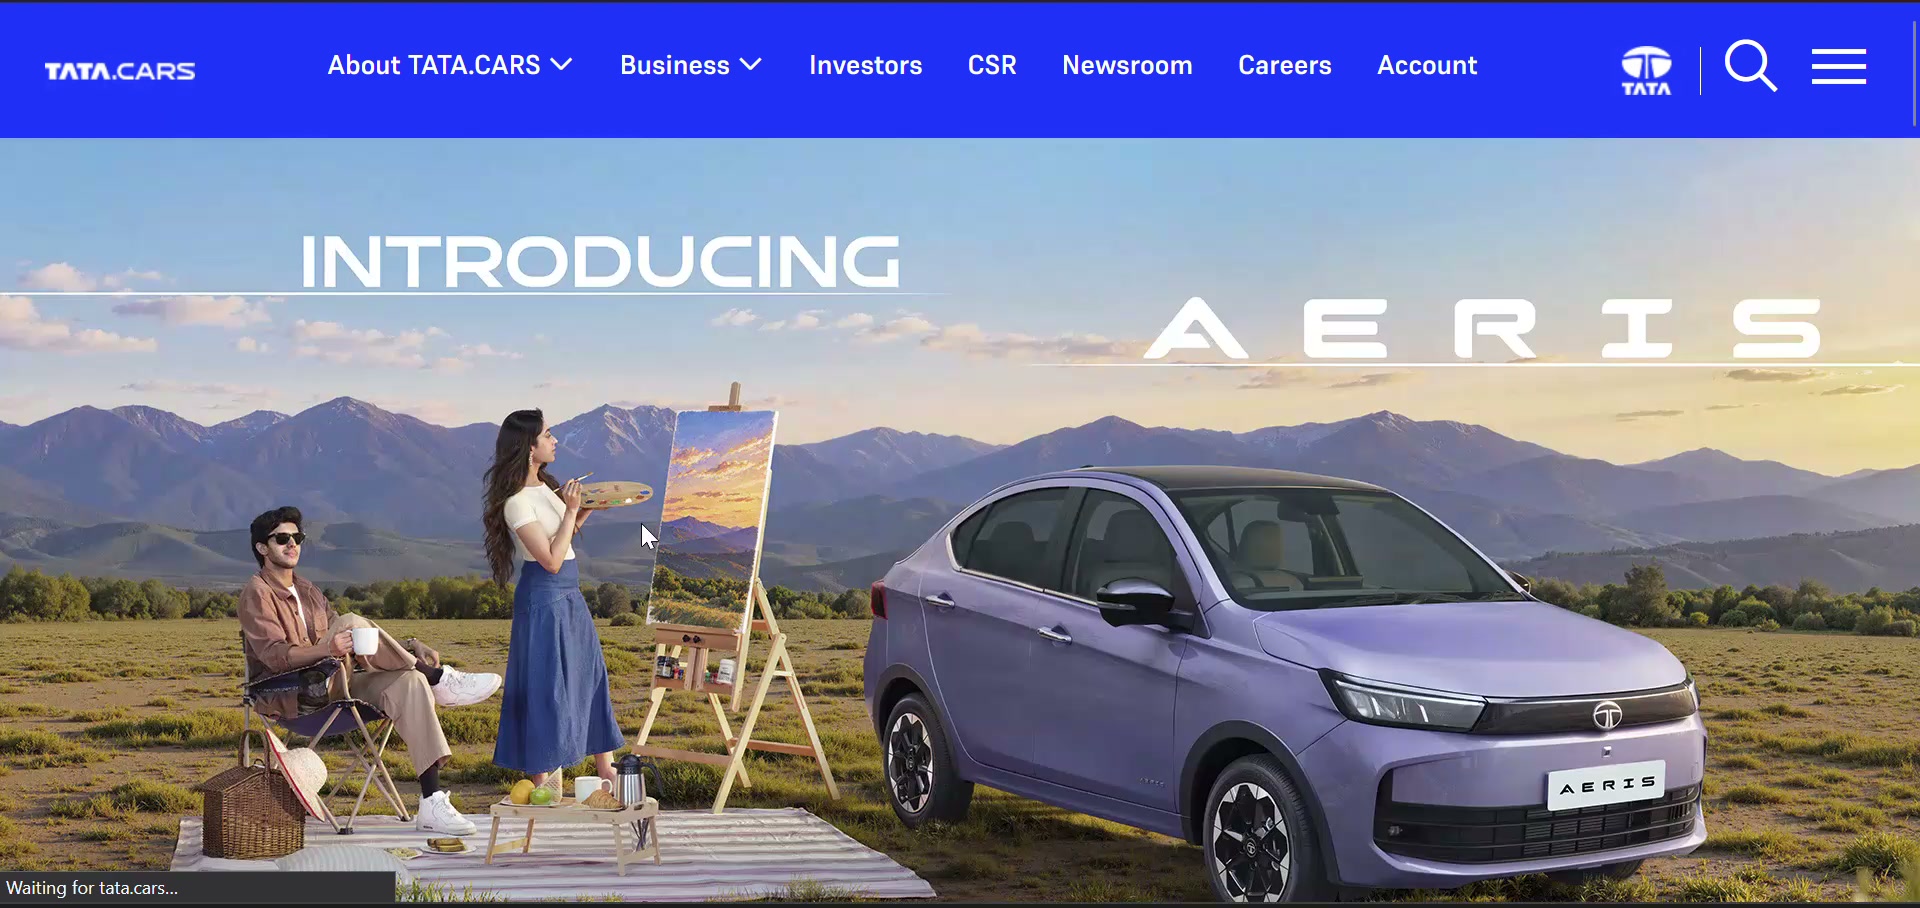 TATA.CARS
About TATA.CARS
Business
Investors
CSR
Newsroom
Careers
Account
TATA
INTRODUCING
AERIS
AERIS
Waiting for tata.cars...